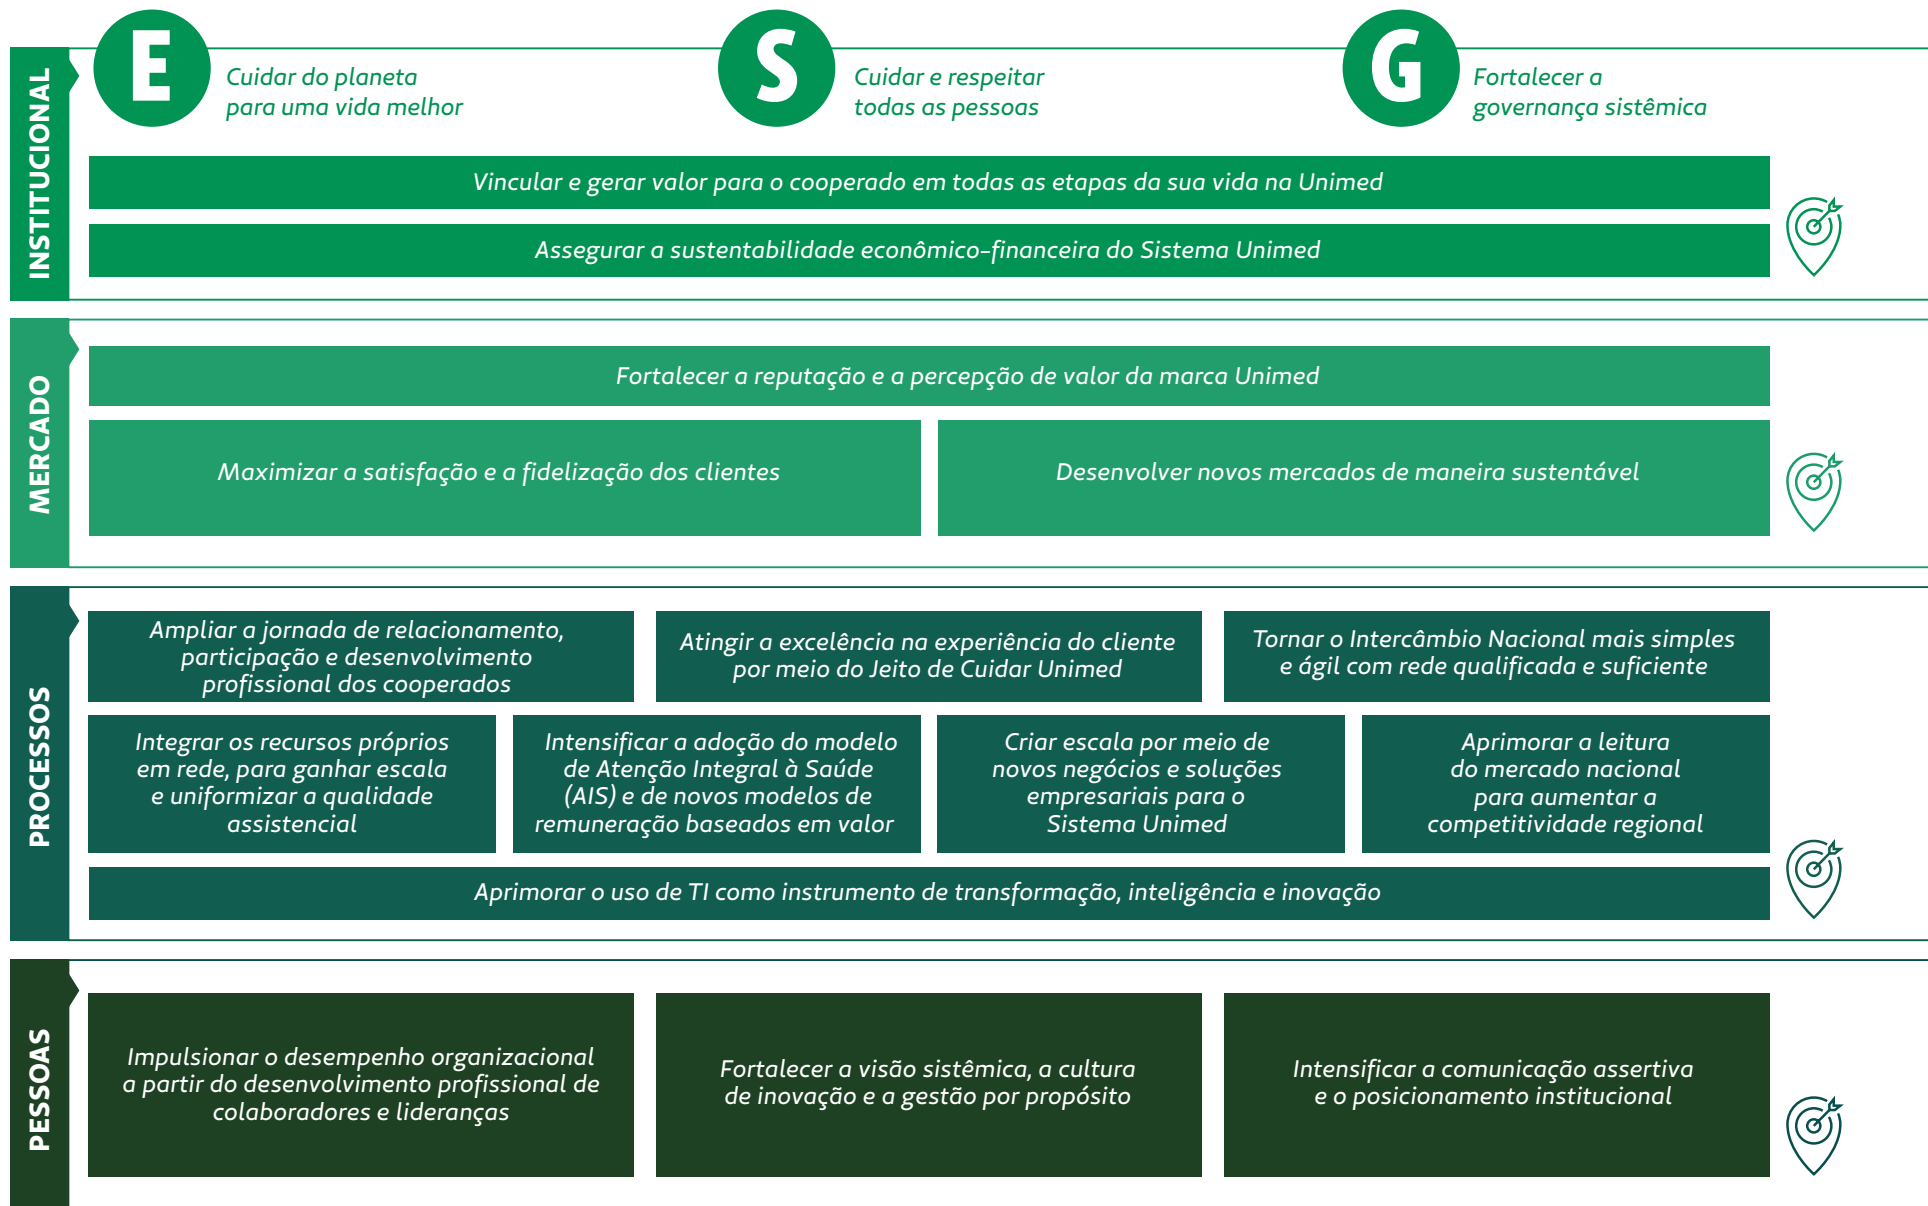 INSTITUCIONAL
E
Cuidar do planeta
para uma vida melhor
S
Cuidar e respeitar
todas as pessoas
G
Fortalecer a
governança sistêmica
Vincular e gerar valor para o cooperado em todas as etapas da sua vida na Unimed
Assegurar a sustentabilidade econômico-financeira do Sistema Unimed
MERCADO
Fortalecer a reputação e a percepção de valor da marca Unimed
Maximizar a satisfação e a fidelização dos clientes
Desenvolver novos mercados de maneira sustentável
PROCESSOS
Ampliar a jornada de relacionamento,
participação e desenvolvimento
profissional dos cooperados
Atingir a excelência na experiência do cliente
por meio do Jeito de Cuidar Unimed
Tornar o Intercâmbio Nacional mais simples
e ágil com rede qualificada e suficiente
Integrar os recursos próprios
em rede, para ganhar escala
e uniformizar a qualidade
assistencial
Intensificar a adoção do modelo
de Atenção Integral à Saúde
(AIS) e de novos modelos de
remuneração baseados em valor
Criar escala por meio de
novos negócios e soluções
empresariais para o
Sistema Unimed
Aprimorar a leitura
do mercado nacional
para aumentar a
competitividade regional
Aprimorar o uso de TI como instrumento de transformação, inteligência e inovação
PESSOAS
Impulsionar o desempenho organizacional
a partir do desenvolvimento profissional de
colaboradores e lideranças
Fortalecer a visão sistêmica, a cultura
de inovação e a gestão por propósito
Intensificar a comunicação assertiva
e o posicionamento institucional